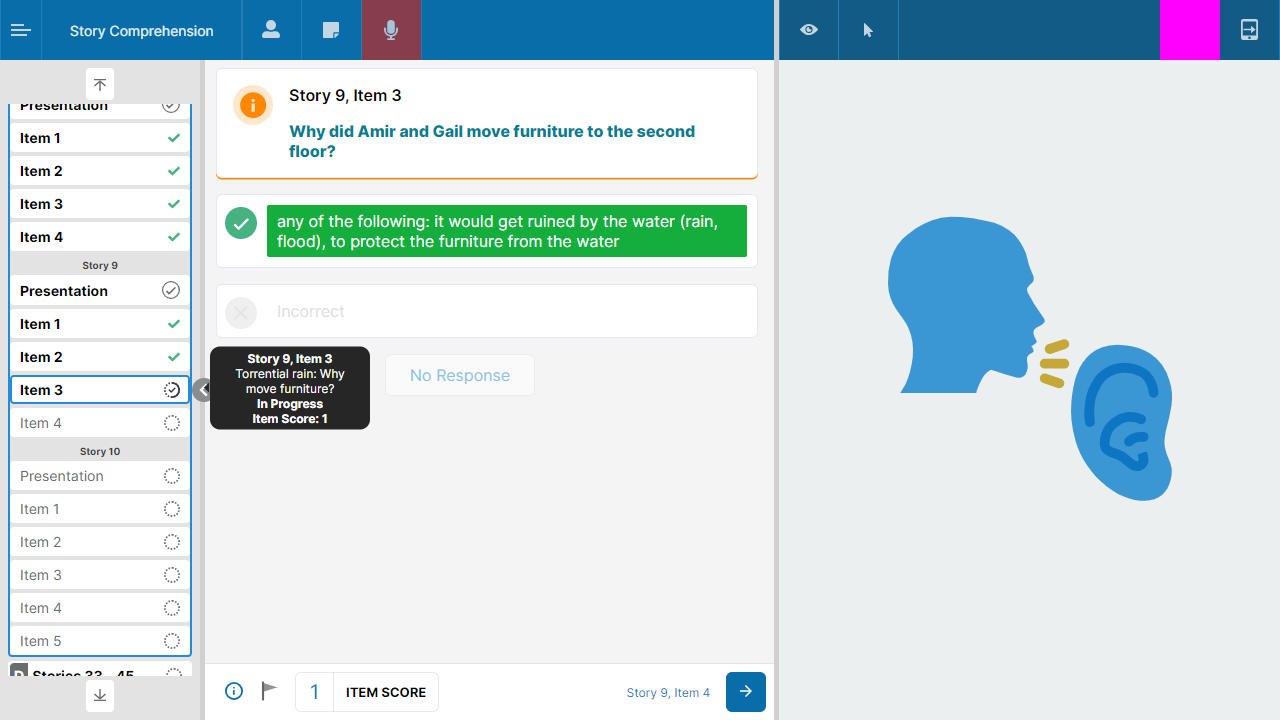 Story Comprehension
Presentation
Item 1
Item 2
Item 3
Item 4
Story 9
Presentation
Item 1
Item 2
Item 3
Item 4
Story 10
Presentation
Item 1
Item 2
Item 3
Item 4
Item 5
Stories 33 - 45
Story 9, Item 3
Why did Amir and Gail move furniture to the second
floor?
any of the following: it would get ruined by the water (rain,
flood), to protect the furniture from the water
Incorrect
Story 9, Item 3
Torrential rain: Why
move furniture?
In Progress
Item Score: 1
No Response
1 ITEM SCORE
Story 9, Item 4